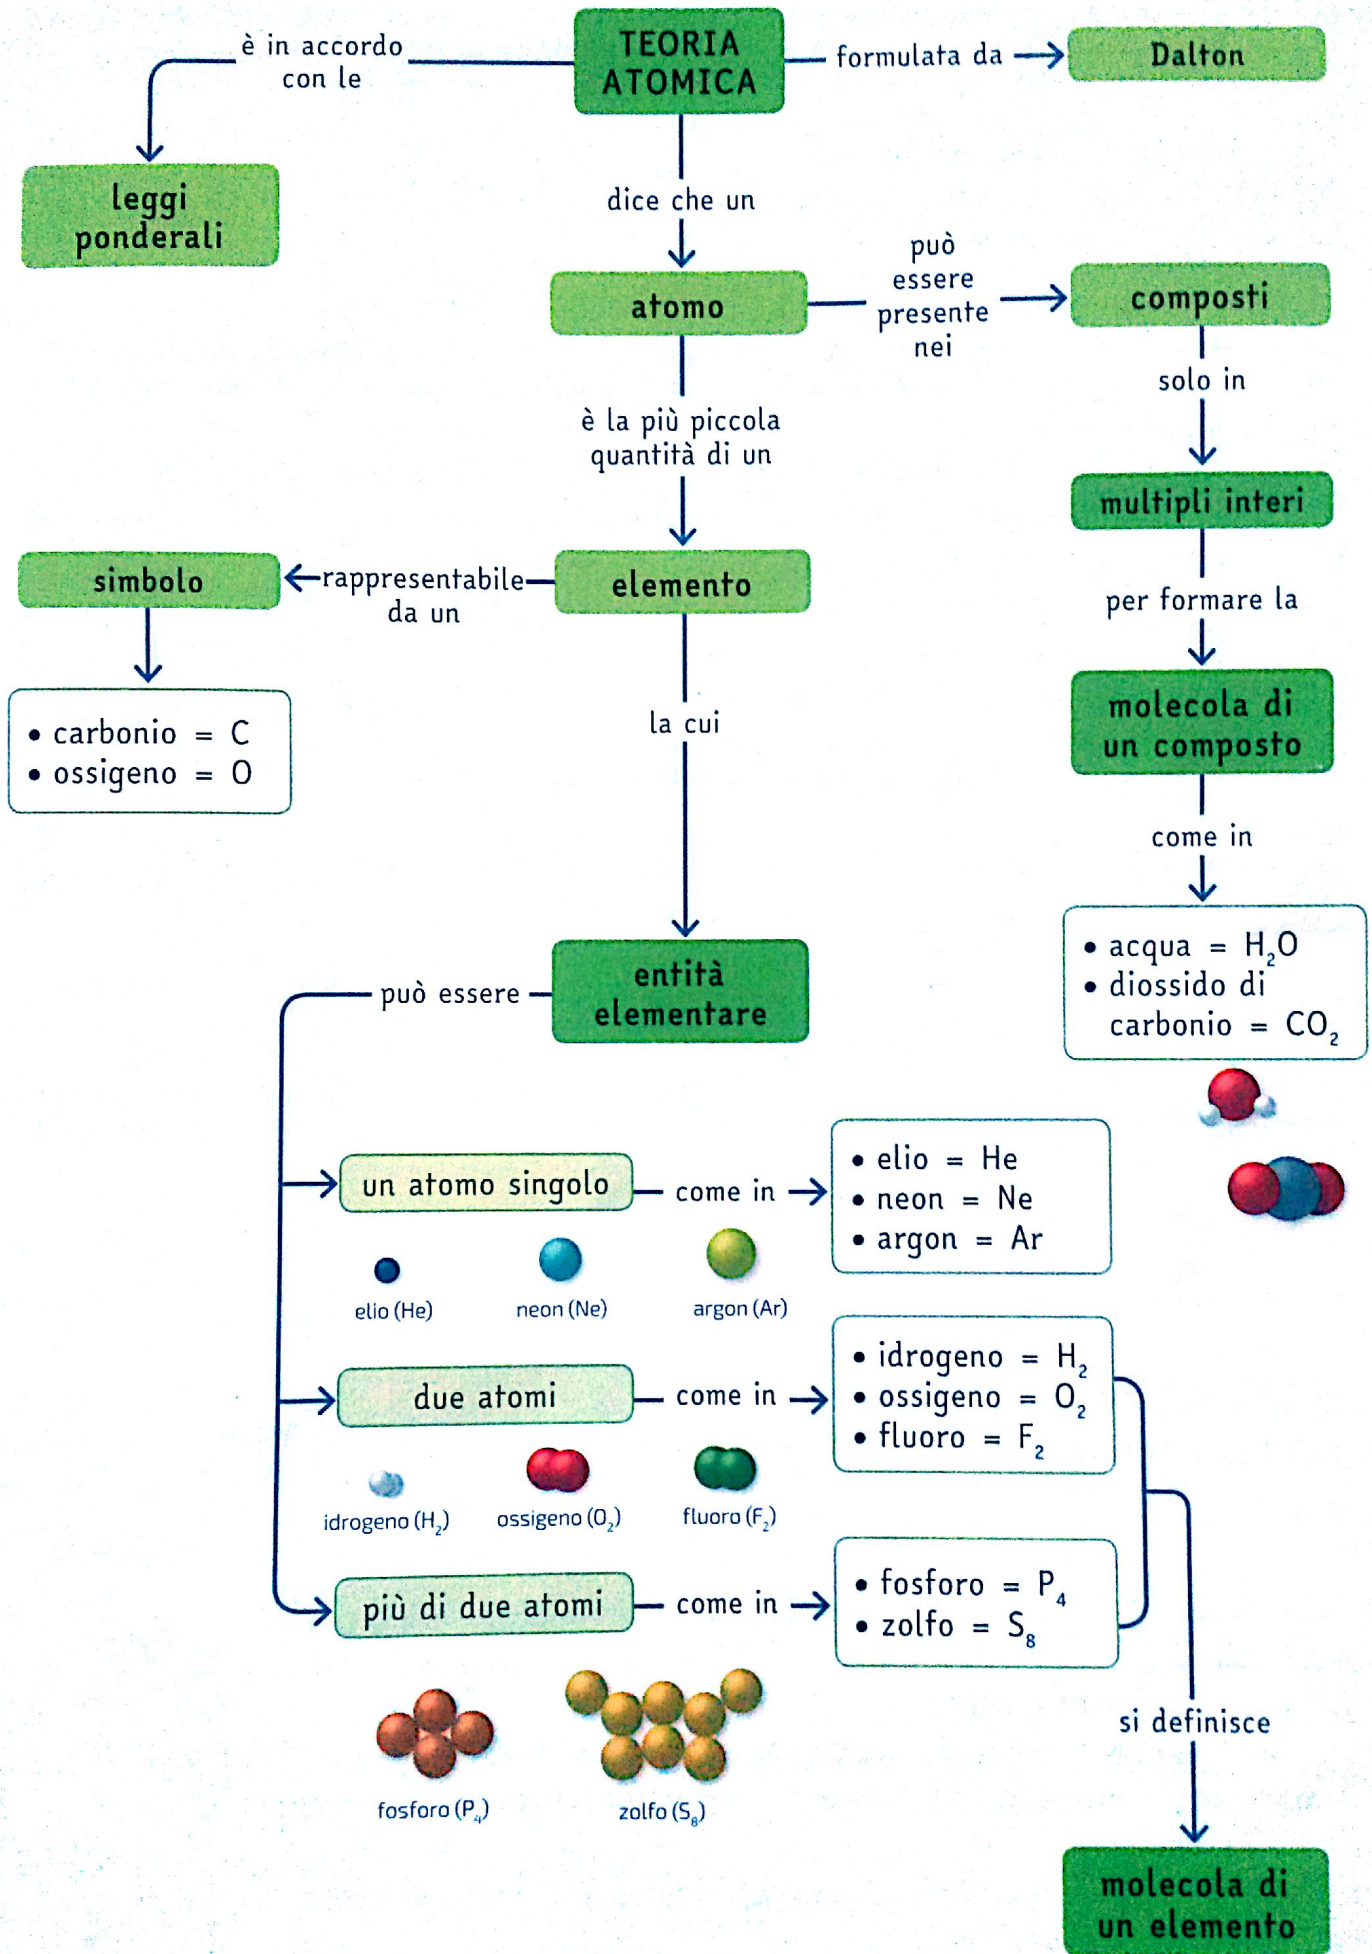 TEORIA
ATOMICA
formulata da
Dalton
è in accordo
con le
leggi
ponderali
dice che un
atomo
può
essere
presente
nei
composti
solo in
multipli interi
per formare la
molecola di
un composto
come in
• acqua = H₂O
• diossido di
carbonio = CO₂
è la più piccola
quantità di un
elemento
rappresentabile
da un
simbolo
• carbonio = C
• ossigeno = O
la cui
entità
elementare
può essere
un atomo singolo
come in
• elio = He
• neon = Ne
• argon = Ar
elio (He)
neon (Ne)
argon (Ar)
due atomi
come in
• idrogeno = H₂
• ossigeno = O₂
• fluoro = F₂
idrogeno (H₂)
ossigeno (O₂)
fluoro (F₂)
più di due atomi
come in
• fosforo = P₄
• zolfo = S₈
fosforo (P₄)
zolfo (S₈)
si definisce
molecola di
un elemento